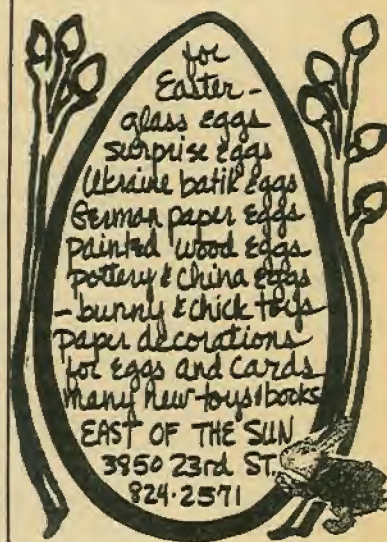 for
Easter -
glass eggs
surprise eggs
Ukraine batik eggs
German paper eggs
painted wood eggs
pottery & china eggs
- bunny & chick toys
paper decorations
for eggs and cards
many new toys & books
EAST OF THE SUN
3950 23rd ST.
824-2571